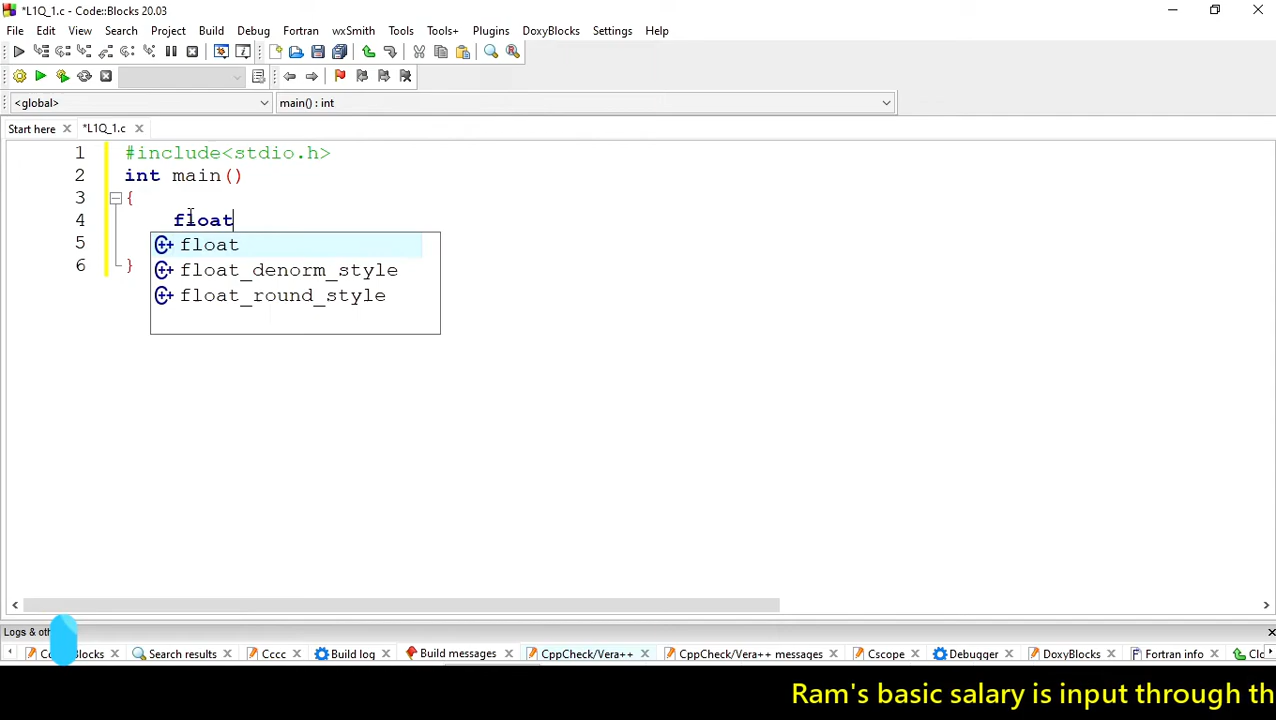 *L1Q_1.c - Code::Blocks 20.03
File Edit View Search Project Build Debug Fortran wxSmith Tools Tools+ Plugins DoxyBlocks Settings Help
<global> main() : int
Start here *L1Q_1.c
1 #include<stdio.h>
2 int main()
3 {
4 float
5 float
float_denorm_style
6 }
float_round_style
Logs & oth
Blocks Search results Cccc Build log Build messages CppCheck/Vera++ CppCheck/Vera++ messages Cscope Debugger DoxyBlocks Fortran info Clo
Ram's basic salary is input through th